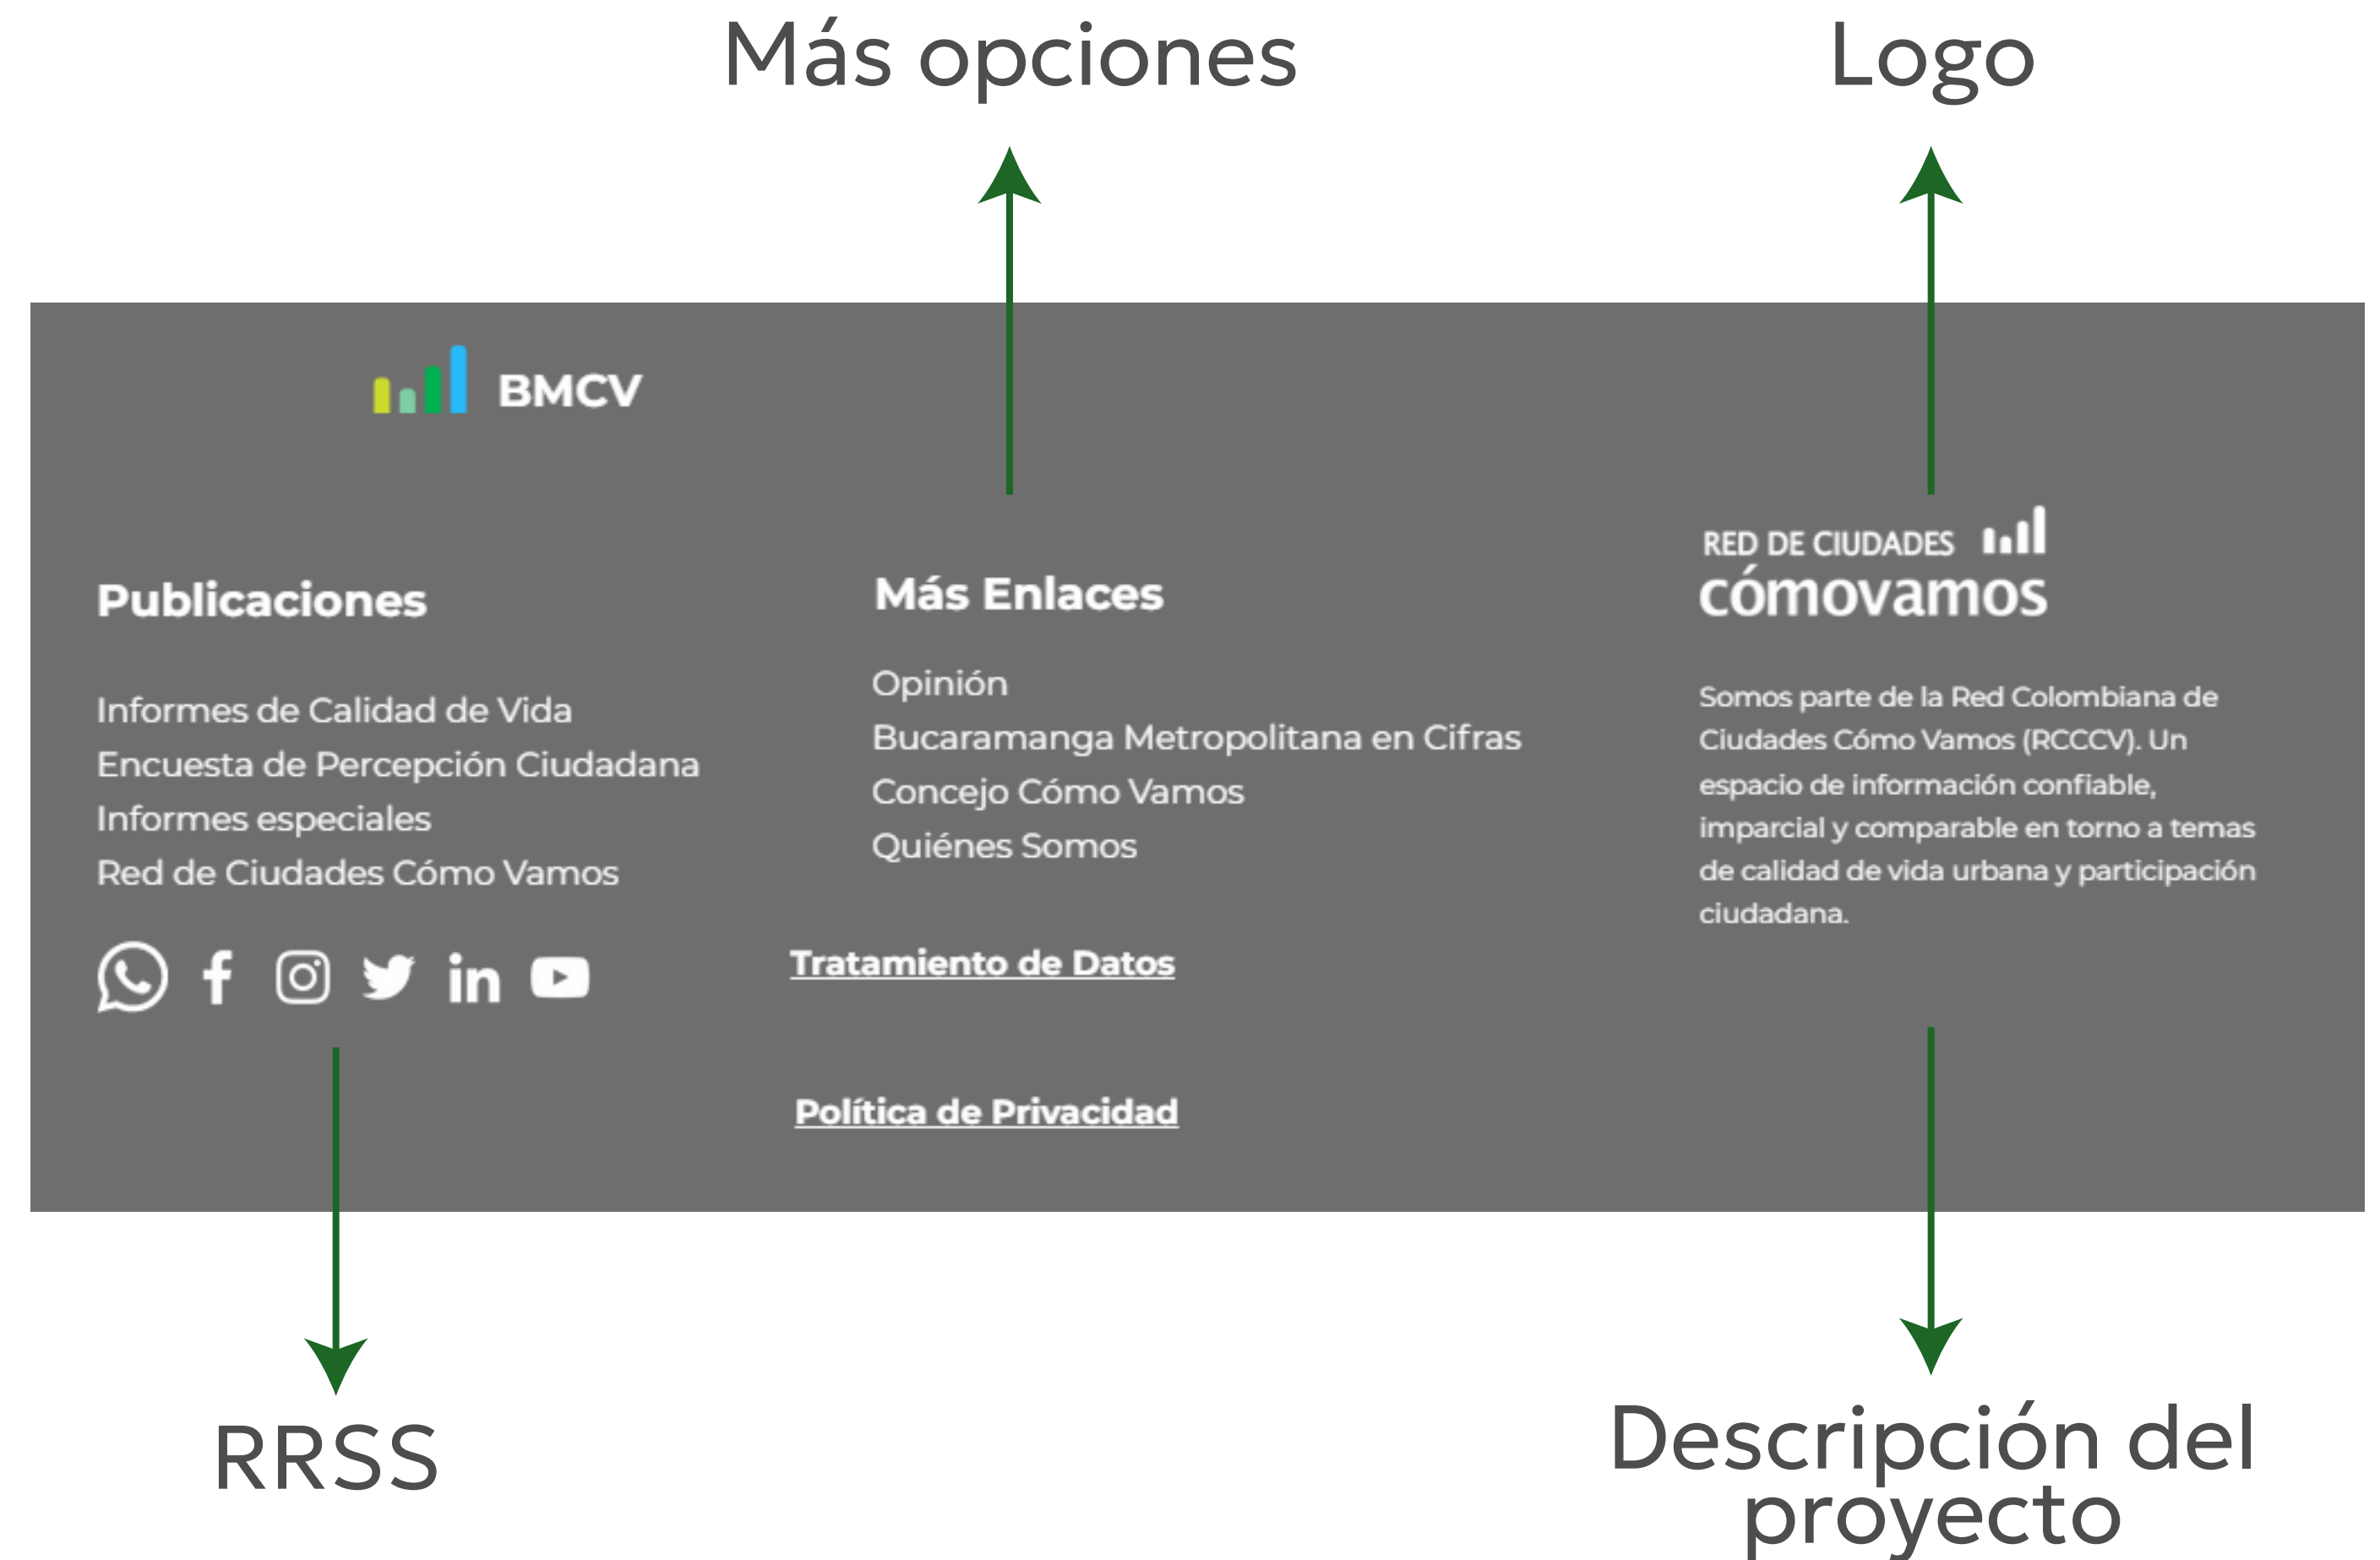 Más opciones
Logo
BMCV
Publicaciones
Informes de Calidad de Vida
Encuesta de Percepción Ciudadana
Informes especiales
Red de Ciudades Cómo Vamos
Más Enlaces
Opinión
Bucaramanga Metropolitana en Cifras
Concejo Cómo Vamos
Quiénes Somos
Tratamiento de Datos
Política de Privacidad
RED DE CIUDADES
cómovamos
Somos parte de la Red Colombiana de
Ciudades Cómo Vamos (RCCCV). Un
espacio de información confiable,
imparcial y comparable en torno a temas
de calidad de vida urbana y participación
ciudadana.
RRSS
Descripción del
proyecto